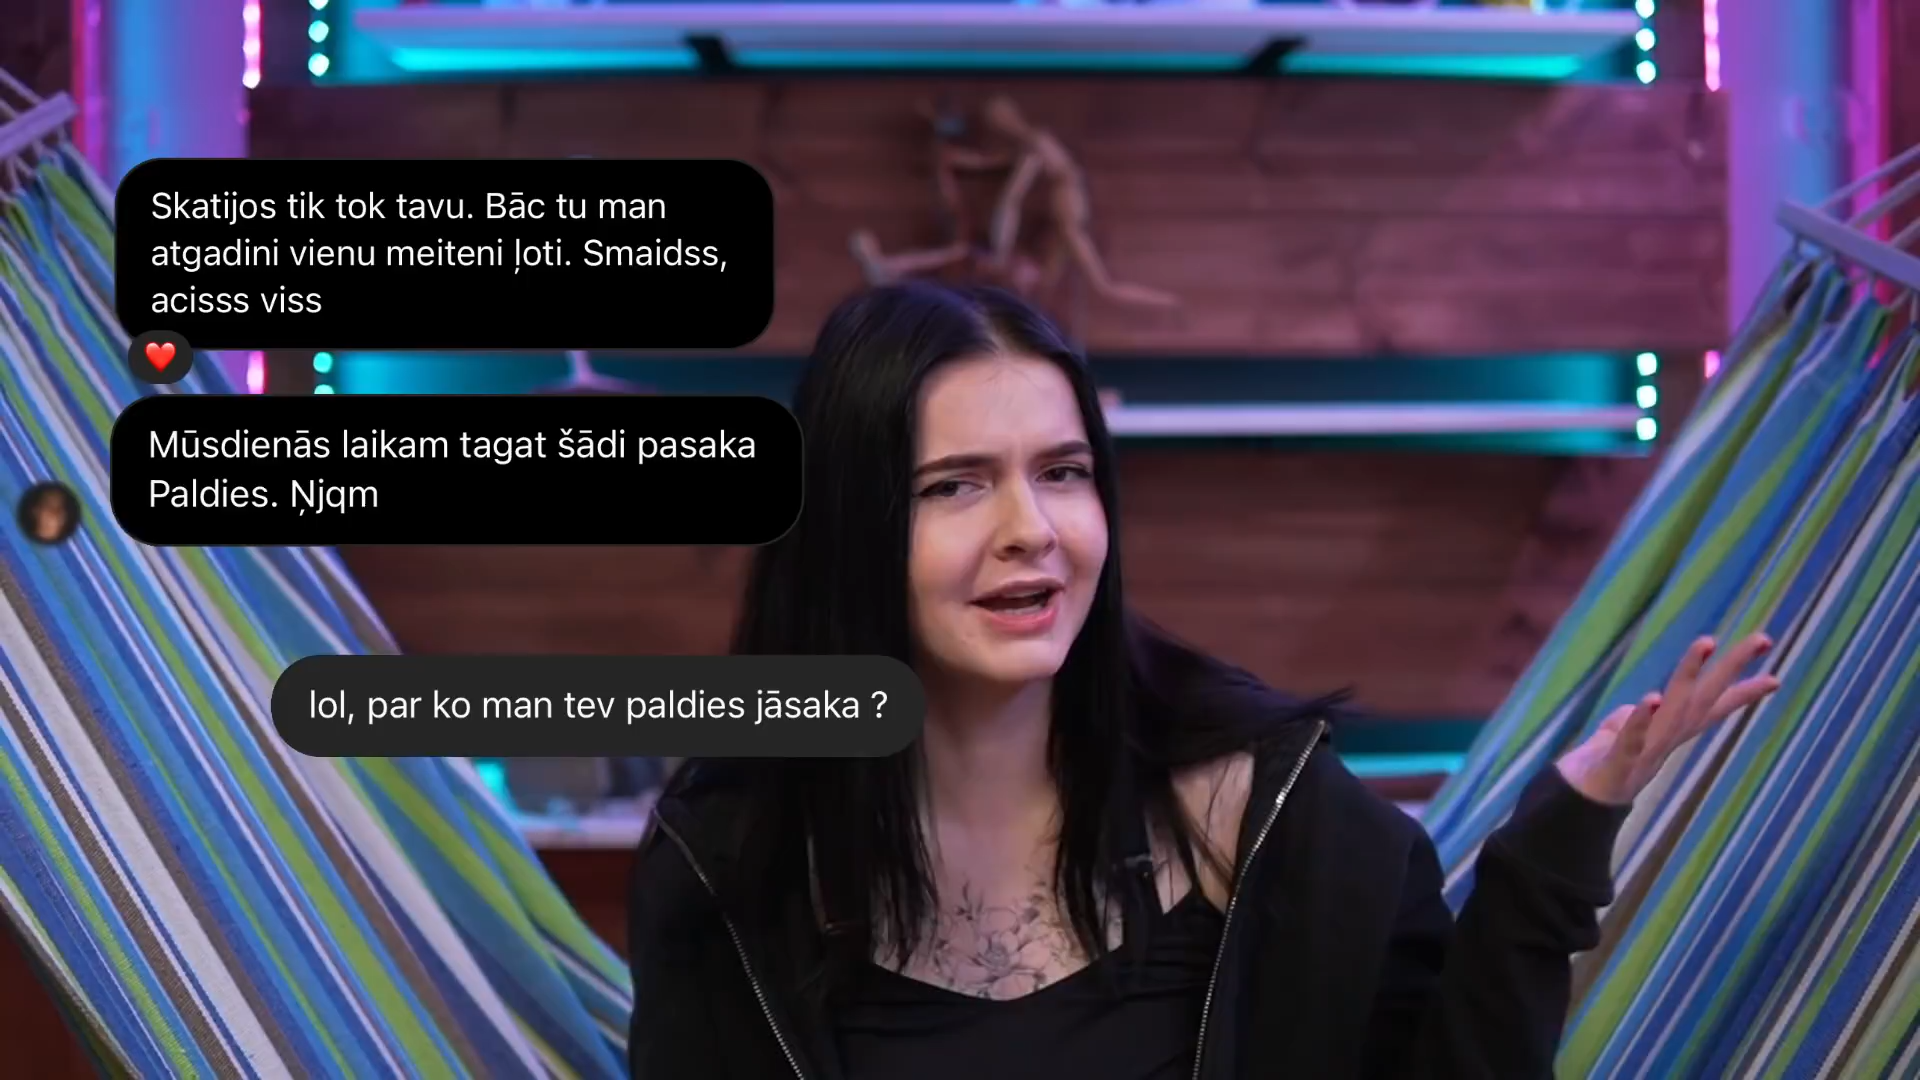 Skatijos tik tok tavu. Bāc tu man
atgadini vienu meiteni ļoti. Smaidss,
acisss viss
Mūsdienās laikam tagat šādi pasaka
Paldies. Ņjqm
lol, par ko man tev paldies jāsaka ?